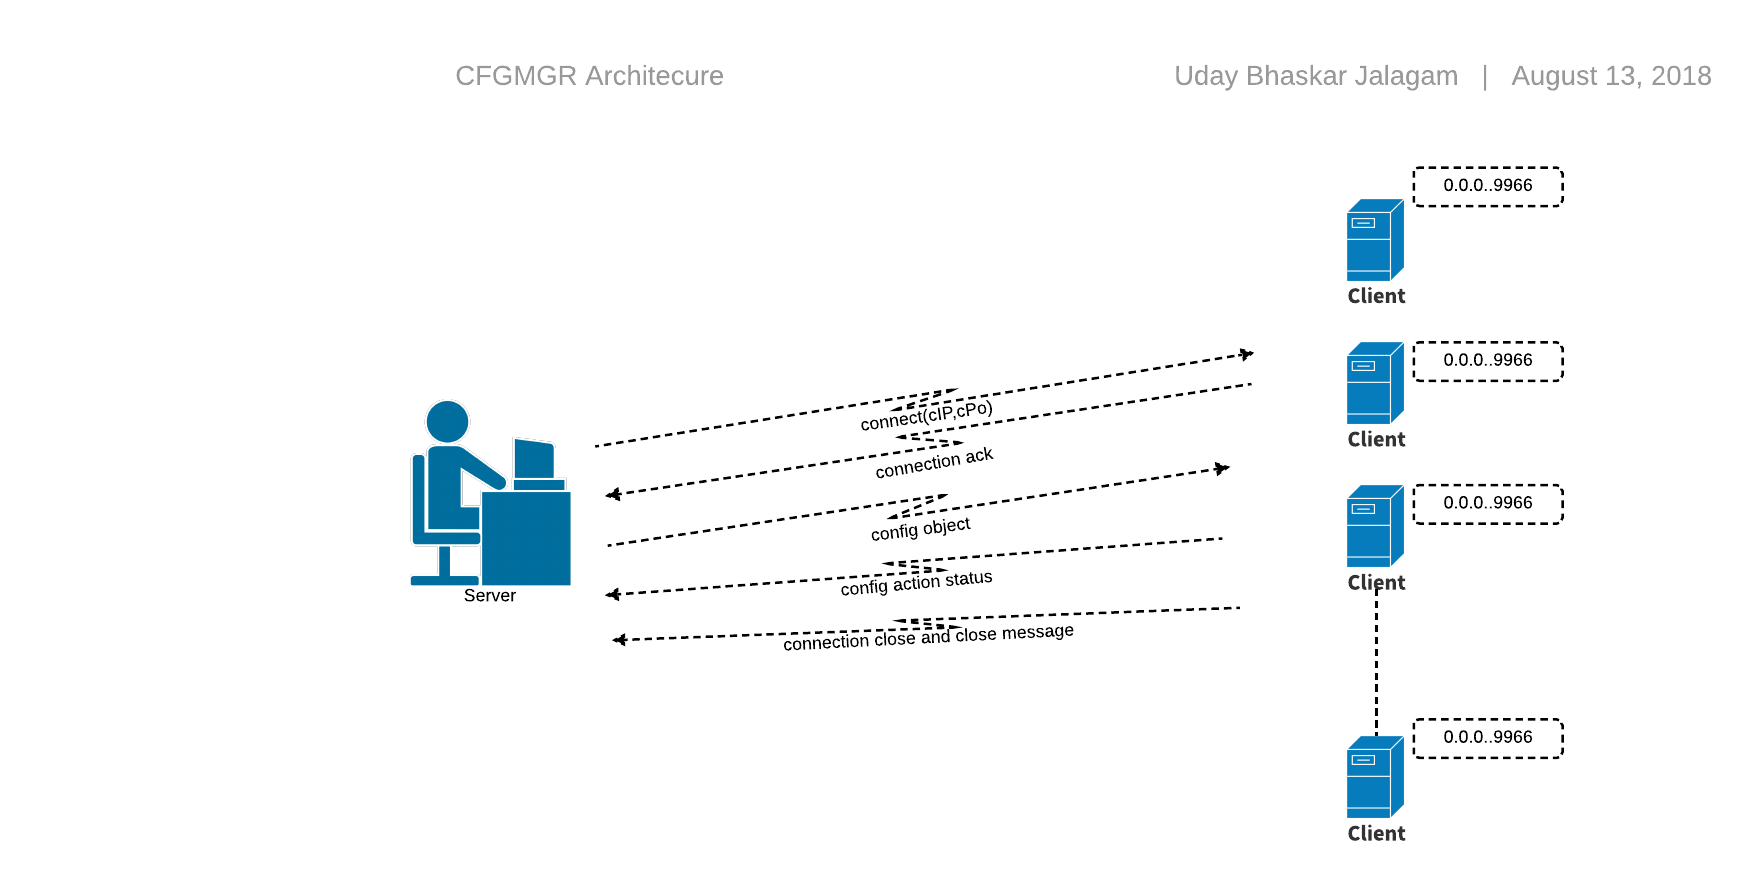 CFGMGR Architecure
Uday Bhaskar Jalagam | August 13, 2018
0.0.0..9966
Client
0.0.0..9966
Client
connect(cIP,cPo)
connection ack
0.0.0..9966
Client
config object
config action status
Server
connection close and close message
0.0.0..9966
Client